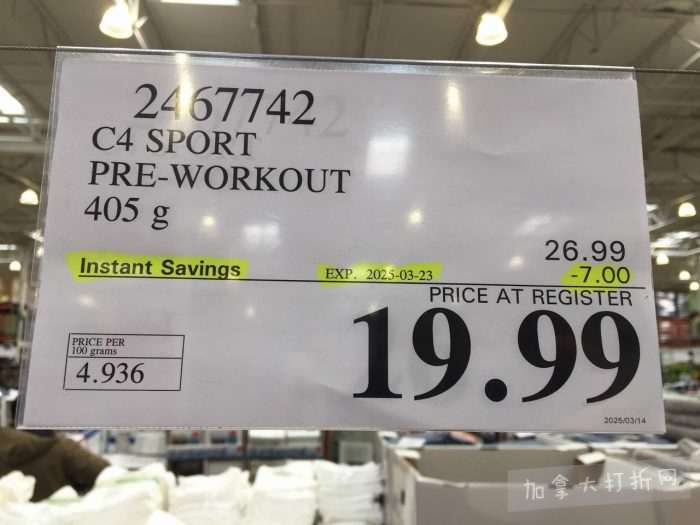 2467742
C4 SPORT
PRE-WORKOUT
405 g
26.99
Instant Savings EXP. 2025-03-23 -7.00
PRICE AT REGISTER
19.99
PRICE PER
100 grams
4.936
2025/03/14
加拿大打折网